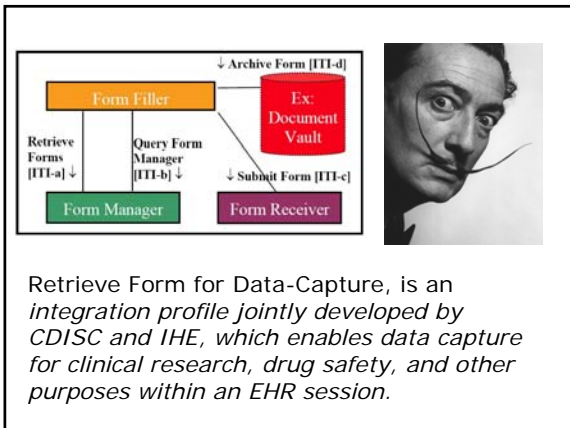 ↓ Archive Form [ITI-d]
Form Filler
Ex:
Document
Vault
Retrieve
Forms
[ITI-a] ↓
Query Form
Manager
[ITI-b] ↓
↓ Submit Form [ITI-c]
Form Manager
Form Receiver
Retrieve Form for Data-Capture, is an
integration profile jointly developed by
CDISC and IHE, which enables data capture
for clinical research, drug safety, and other
purposes within an EHR session.